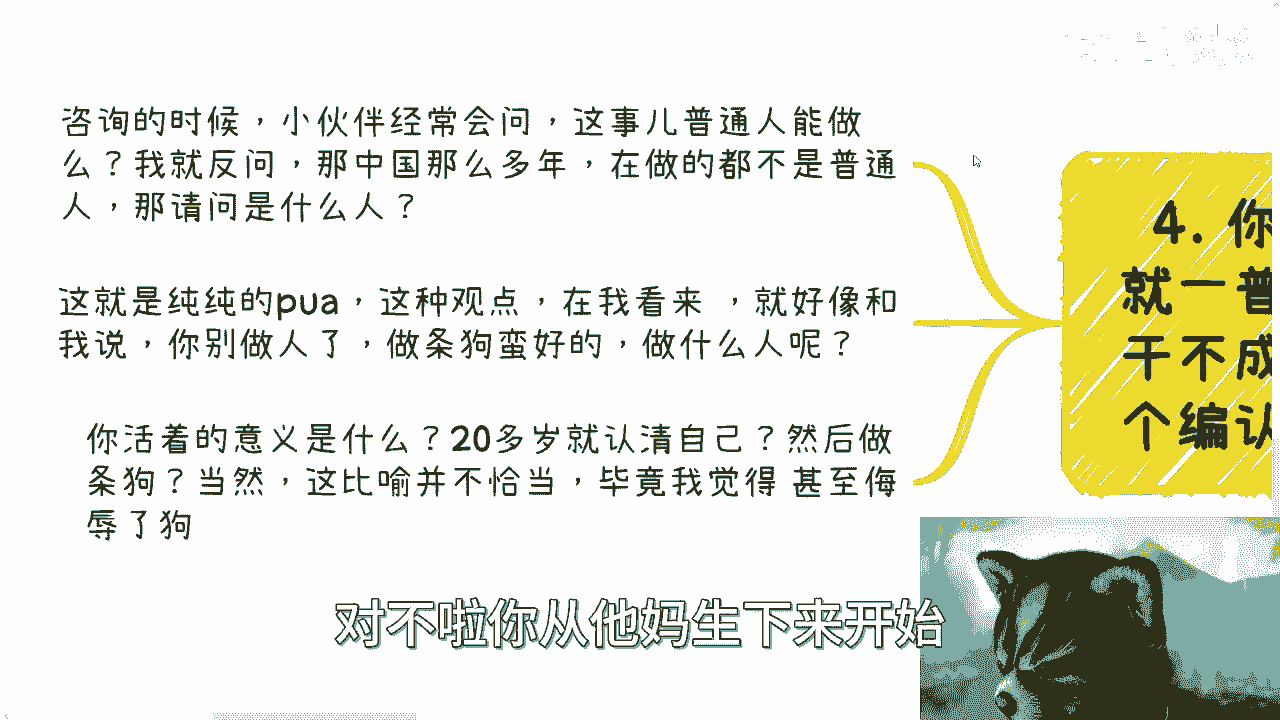 咨询的时候，小伙伴经常会问，这事儿普通人能做
么？我就反问，那中国那么多年，在做的都不是普通
人，那请问是什么人？
这就是纯纯的pua，这种观点，在我看来 ，就好像和
我说，你别做人了，做条狗蛮好的，做什么人呢？
你活着的意义是什么？20多岁就认清自己？然后做
条狗？当然，这比喻并不恰当，毕竟我觉得 甚至侮
辱了狗
4. 你
就一普
干不成
个编认
对不啦你从他妈生下来开始